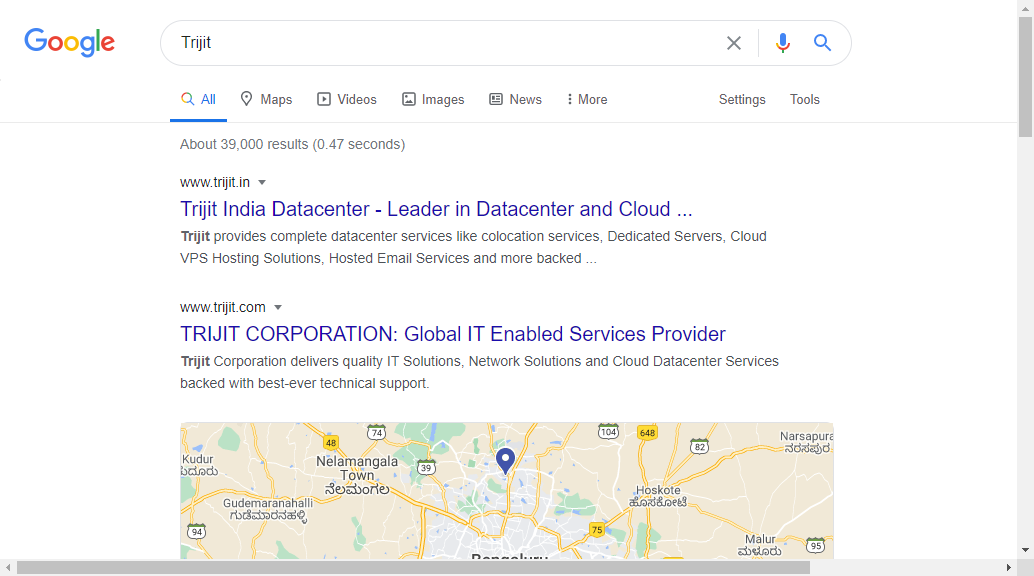 Google
Trijit
All
Maps
Videos
Images
News
More
Settings
Tools
About 39,000 results (0.47 seconds)
www.trijit.in
Trijit India Datacenter - Leader in Datacenter and Cloud ...
Trijit provides complete datacenter services like colocation services, Dedicated Servers, Cloud
VPS Hosting Solutions, Hosted Email Services and more backed ...
www.trijit.com
TRIJIT CORPORATION: Global IT Enabled Services Provider
Trijit Corporation delivers quality IT Solutions, Network Solutions and Cloud Datacenter Services
backed with best-ever technical support.
74
104
648
48
82
Narsapura
ನರಸಪುರ
Kudur
ಕುದೂರು
Nelamangala
Town
ನೆಲಮಂಗಲ
39
Hoskote
ಹೊಸಕೋಟೆ
Gudemaranahalli
ಗುಡೆಮಾರನಹಳ್ಳಿ
94
75
Malur
ಮಾಲೂರು
95
Bengaluru